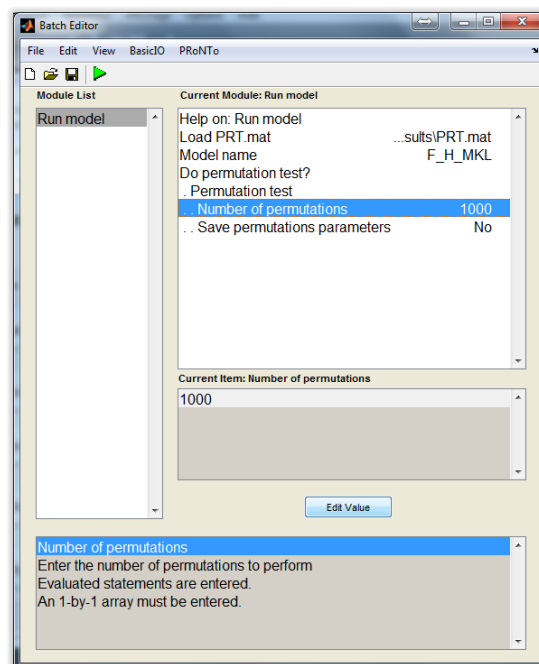 Batch Editor
File Edit View BasicIO PRoNTo
Module List
Current Module: Run model
Run model
Help on: Run model
Load PRT.mat ...sults\PRT.mat
Model name F_H_MKL
Do permutation test?
. Permutation test
. . Number of permutations 1000
. . Save permutations parameters No
Current Item: Number of permutations
1000
Edit Value
Number of permutations
Enter the number of permutations to perform
Evaluated statements are entered.
An 1-by-1 array must be entered.